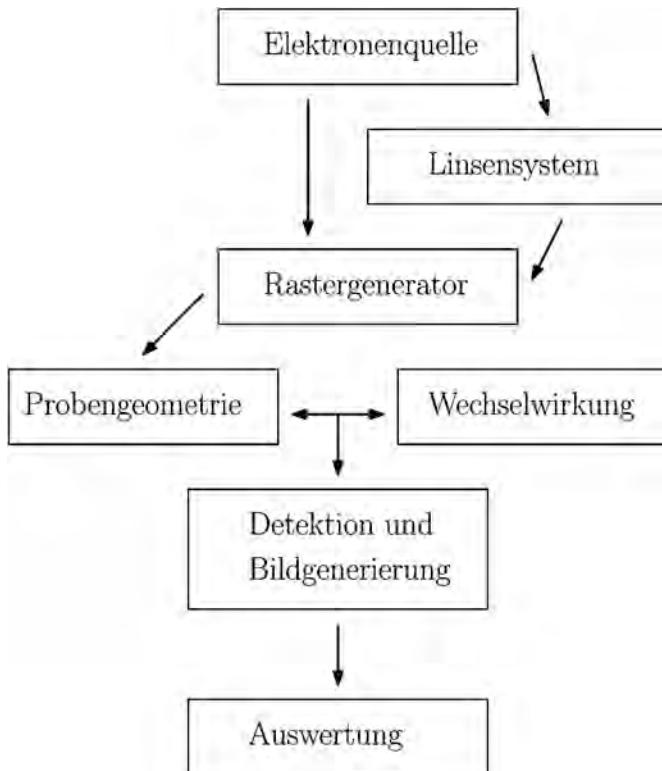 Elektronenquelle
Linsensystem
Rastergenerator
Probengeometrie
Wechselwirkung
Detektion und
Bildgenerierung
Auswertung